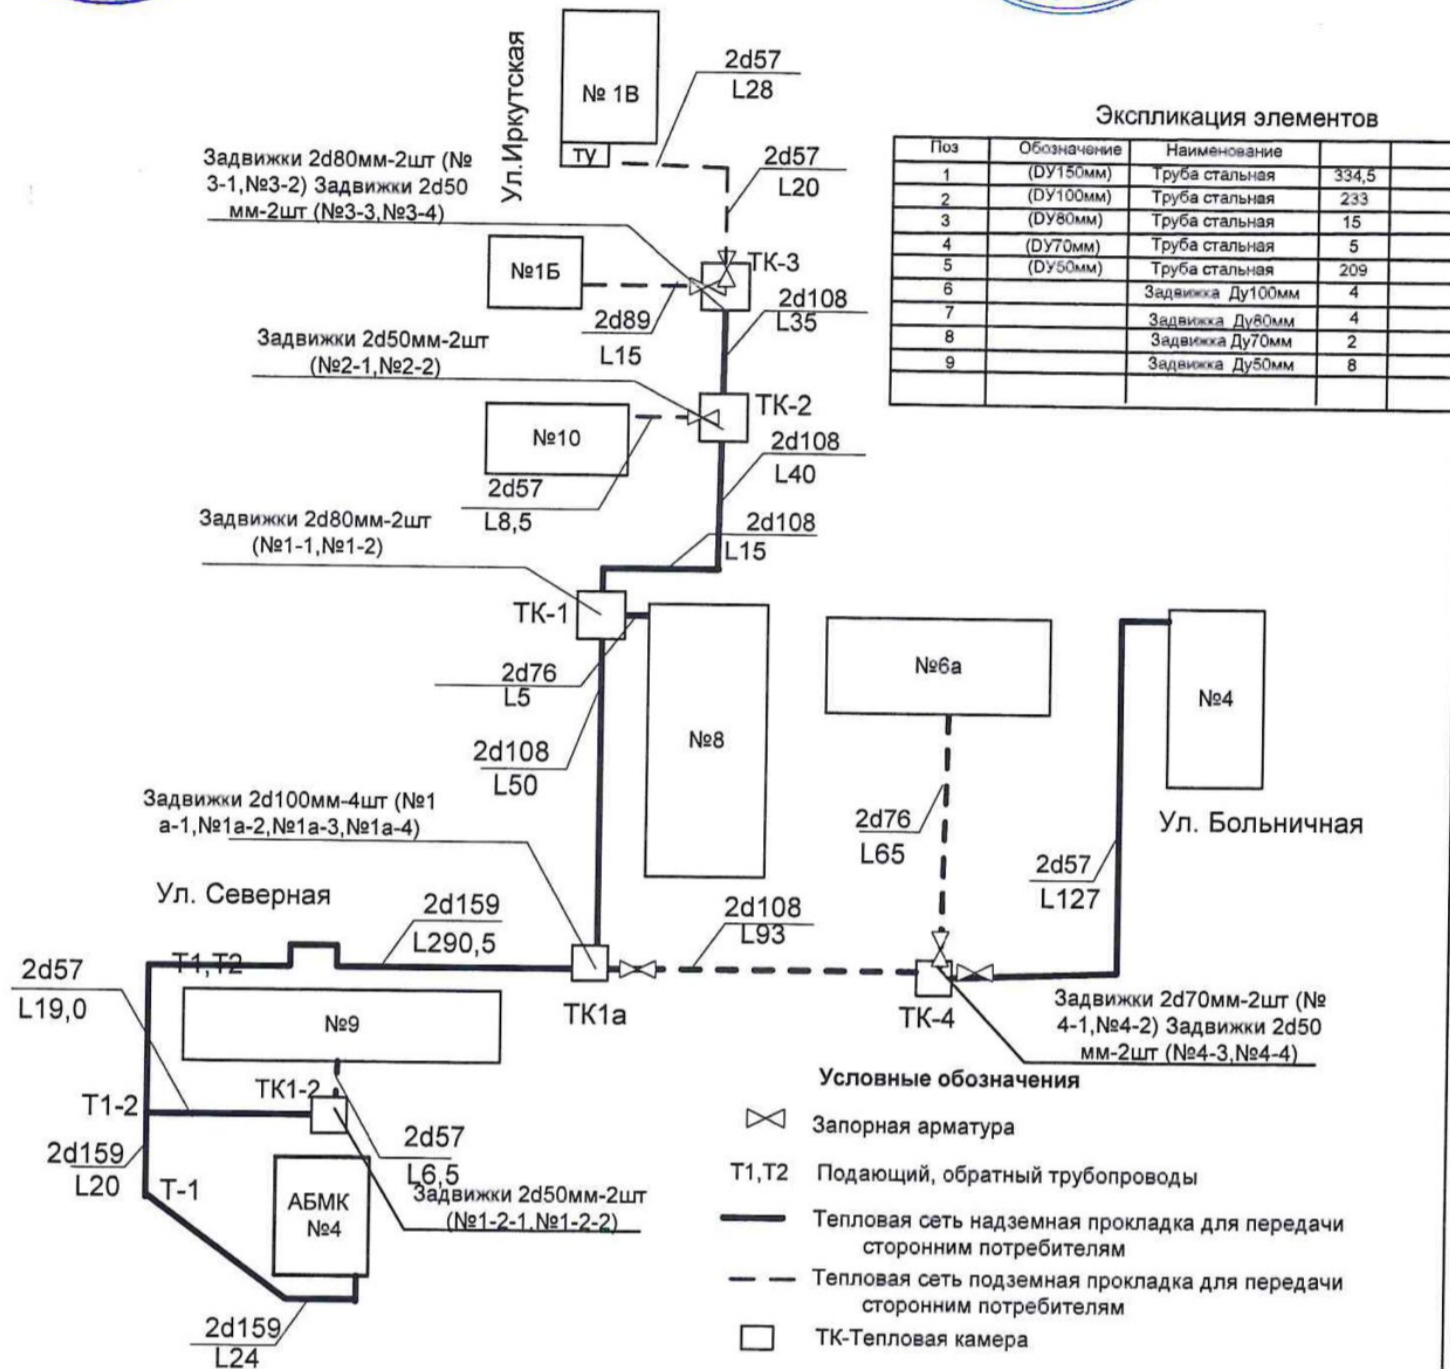 Ул.Иркутская
№ 1В
ТУ
2d57
L28
2d57
L20
Задвижки 2d80мм-2шт (№
3-1,№3-2) Задвижки 2d50
мм-2шт (№3-3,№3-4)
№1Б
ТК-3
2d89
L15
2d108
L35
Задвижки 2d50мм-2шт
(№2-1,№2-2)
№10
ТК-2
2d57
L8,5
2d108
L40
2d108
L15
Задвижки 2d80мм-2шт
(№1-1,№1-2)
ТК-1
2d76
L5
№8
2d108
L50
Экспликация элементов
Поз Обозначение Наименование
1 (DУ150мм) Труба стальная 334,5
2 (DУ100мм) Труба стальная 233
3 (DУ80мм) Труба стальная 15
4 (DУ70мм) Труба стальная 5
5 (DУ50мм) Труба стальная 209
6 Задвижка Ду100мм 4
7 Задвижка Ду80мм 4
8 Задвижка Ду70мм 2
9 Задвижка Ду50мм 8
№6а
№4
Ул. Больничная
2d76
L65
2d57
L127
Задвижки 2d100мм-4шт (№1
а-1,№1а-2,№1а-3,№1а-4)
Ул. Северная
2d159
L290,5
2d108
L93
Т1,Т2
2d57
L19,0
ТК1а
ТК-4
№9
Задвижки 2d70мм-2шт (№
4-1,№4-2) Задвижки 2d50
мм-2шт (№4-3,№4-4)
Т1-2
ТК1-2
2d57
L6,5
2d159
L20
Т-1
АБМК
№4
Задвижки 2d50мм-2шт
(№1-2-1,№1-2-2)
2d159
L24
Условные обозначения
Запорная арматура
Т1,Т2 Подающий, обратный трубопроводы
Тепловая сеть надземная прокладка для передачи
сторонним потребителям
Тепловая сеть подземная прокладка для передачи
сторонним потребителям
ТК-Тепловая камера